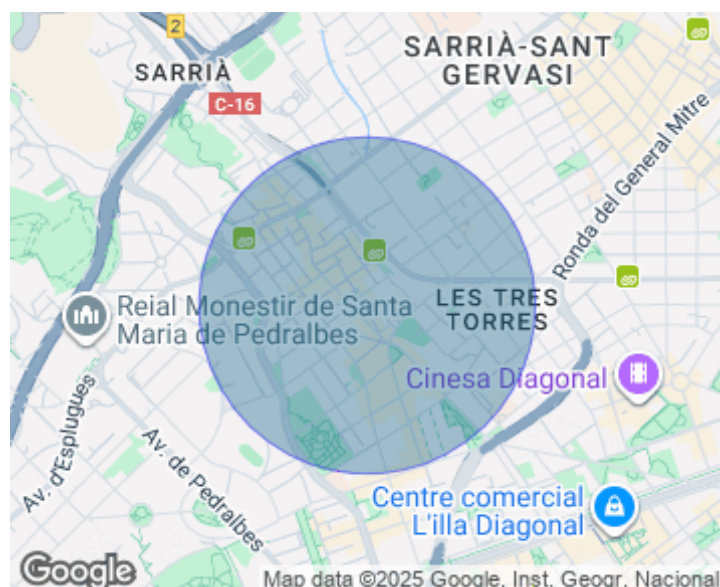 2
SARRIÀ-SANT
GERVASI
SARRIÀ
C-16
Ronda del General Mitre
Reial Monestir de Santa
Maria de Pedralbes
LES TRES
TORRES
Cinesa Diagonal
Av. d'Esplugues
Av. de Pedralbes
Centre comercial
L'illa Diagonal
Google
Map data ©2025 Google, Inst. Geogr. Nacional